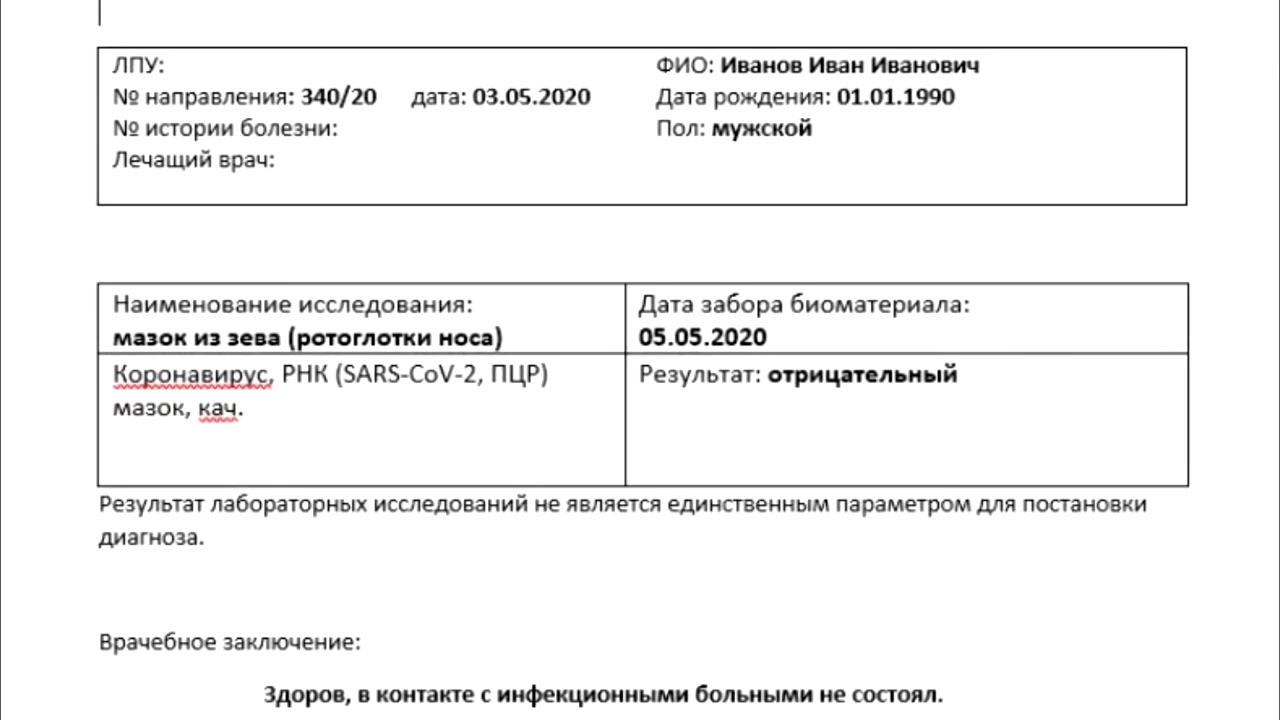 ЛПУ:
ФИО: Иванов Иван Иванович
№ направления: 340/20 дата: 03.05.2020
Дата рождения: 01.01.1990
№ истории болезни:
Пол: мужской
Лечащий врач:
Наименование исследования:
мазок из зева (ротоглотки носа)
Дата забора биоматериала:
05.05.2020
Коронавирус, РНК (SARS-CoV-2, ПЦР)
мазок, кач.
Результат: отрицательный
Результат лабораторных исследований не является единственным параметром для постановки
диагноза.
Врачебное заключение:
Здоров, в контакте с инфекционными больными не состоял.